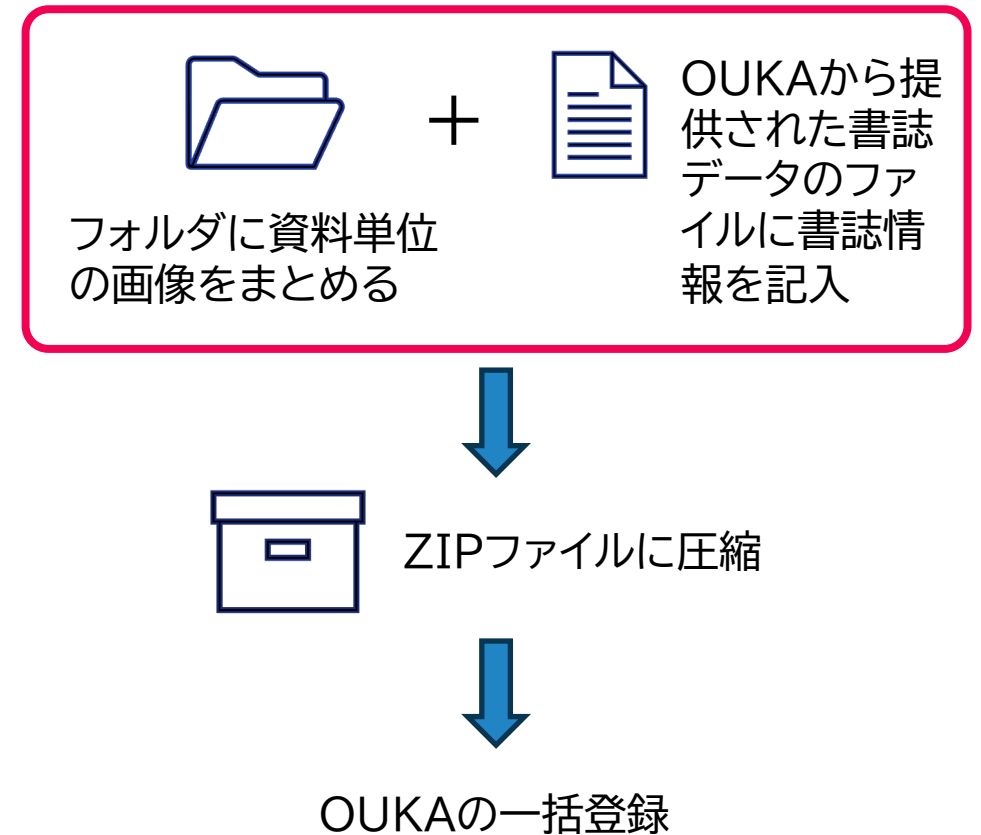 フォルダに資料単位
の画像をまとめる
+
OUKAから提
供された書誌
データのファ
イルに書誌情
報を記入
ZIPファイルに圧縮
OUKAの一括登録